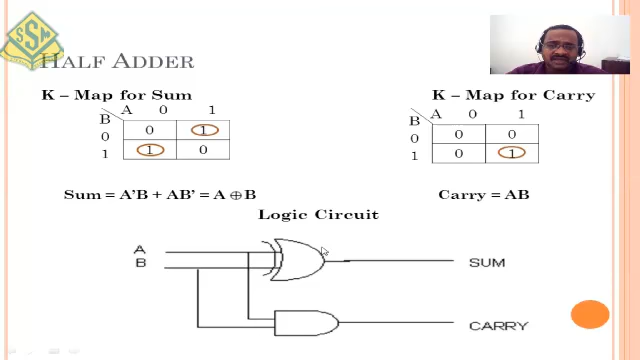 SSM
HALF ADDER
K – Map for Sum
A 0 1
B
0 0 1
1 1 0
K – Map for Carry
A 0 1
B
0 0 0
1 0 1
Sum = A’B + AB’ = A ⊕ B
Carry = AB
Logic Circuit
A
B
SUM
CARRY